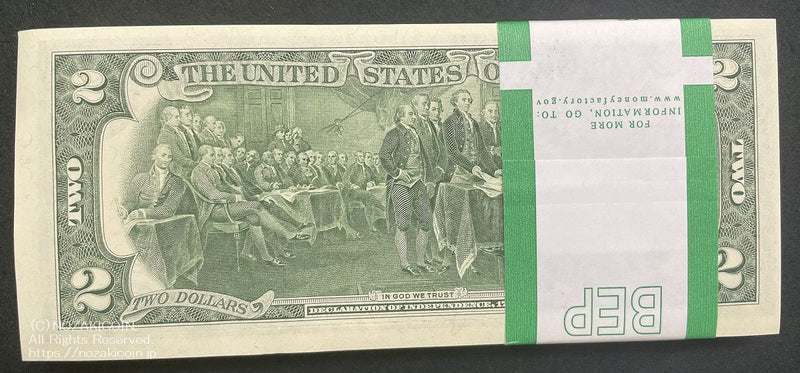 2
THE UNITED STATES O
2
TWO
TWO
2
TWO DOLLARS
IN GOD WE TRUST
DECLARATION OF INDEPENDENCE, 1
2
FOR MORE
INFORMATION, GO TO:
www.moneyfactory.gov
BEP
(C)NOZAKICOIN
All Rights Reserved.
https://nozakicoin.jp